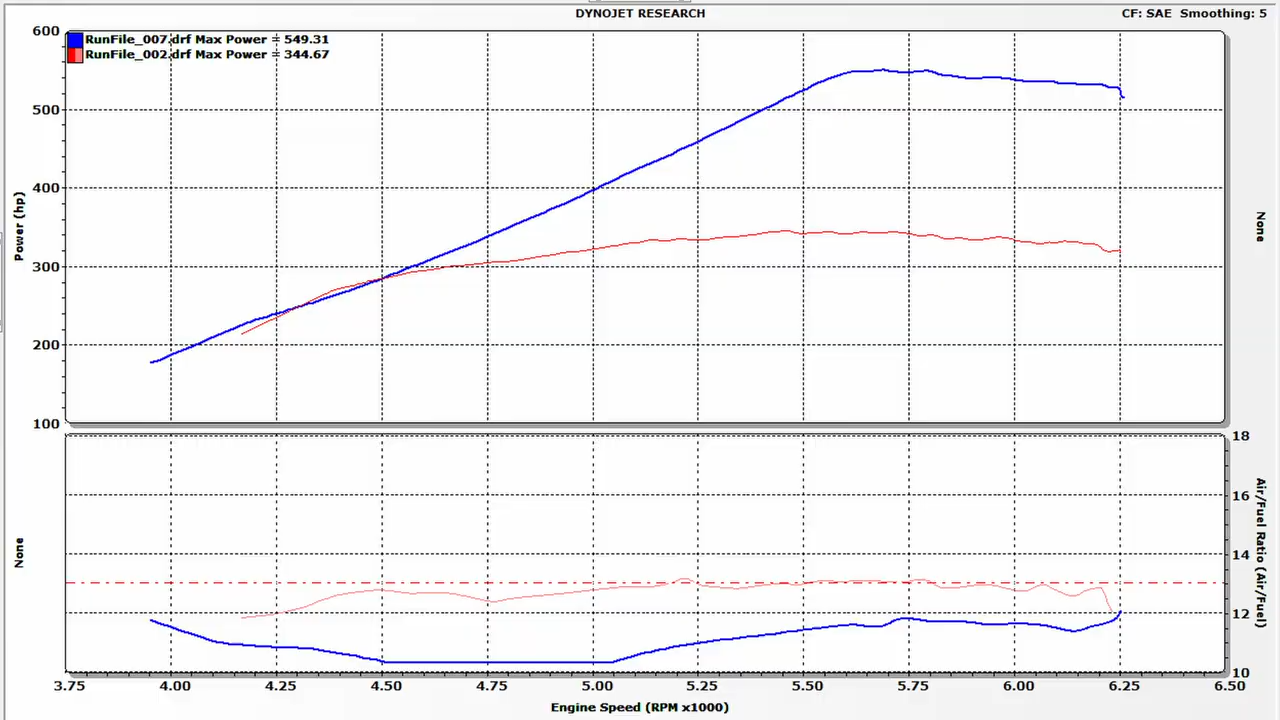 DYNOJET RESEARCH
CF: SAE Smoothing: 5
RunFile_007.drf Max Power = 549.31
RunFile_002.drf Max Power = 344.67
600
500
400
300
200
100
Power (hp)
None
18
16
14
12
10
None
Air/Fuel Ratio (Air/Fuel)
3.75 4.00 4.25 4.50 4.75 5.00 5.25 5.50 5.75 6.00 6.25 6.50
Engine Speed (RPM x1000)